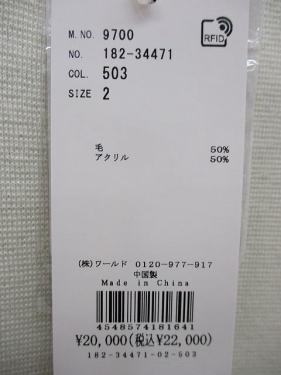 M.NO. 9700
RFID
NO. 182-34471
COL. 503
SIZE 2
毛 50%
アクリル 50%
(株)ワールド 0120-977-917
中国製
Made in China
4548574181641
¥20,000(税込¥22,000)
182-34471-02-503